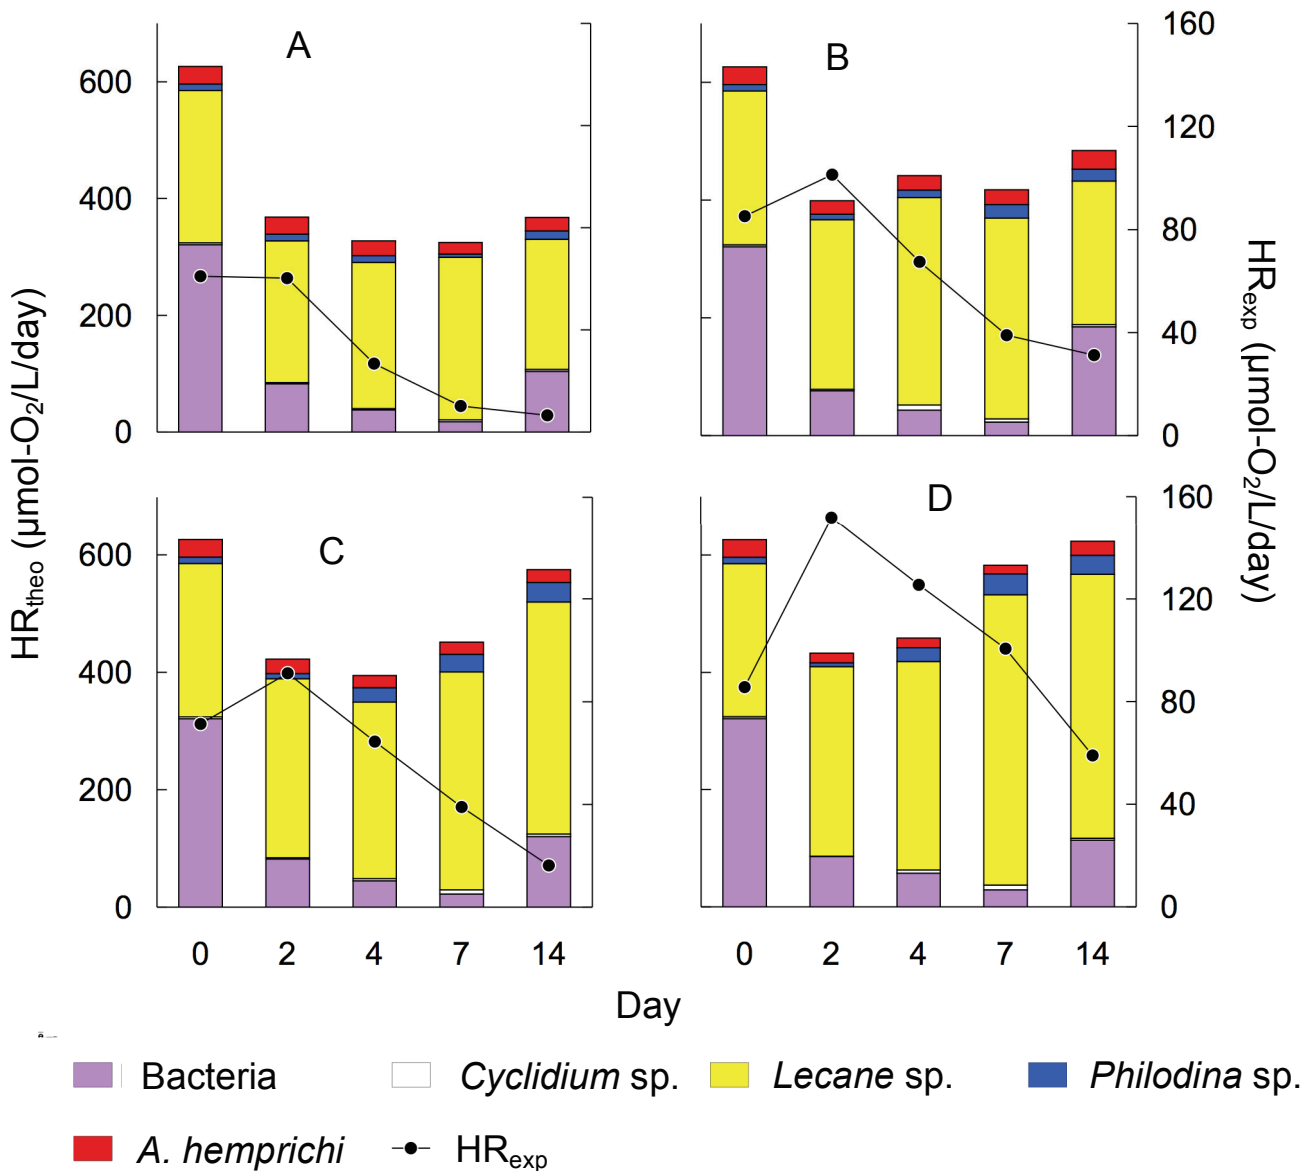 A
B
600
400
200
0
160
120
80
40
0
C
D
600
400
200
0
160
120
80
40
0
HRtheo (μmol-O2/L/day)
HRexp (μmol-O2/L/day)
0 2 4 7 14
0 2 4 7 14
Day
Bacteria
Cyclidium sp.
Lecane sp.
Philodina sp.
A. hemprichi
HRexp